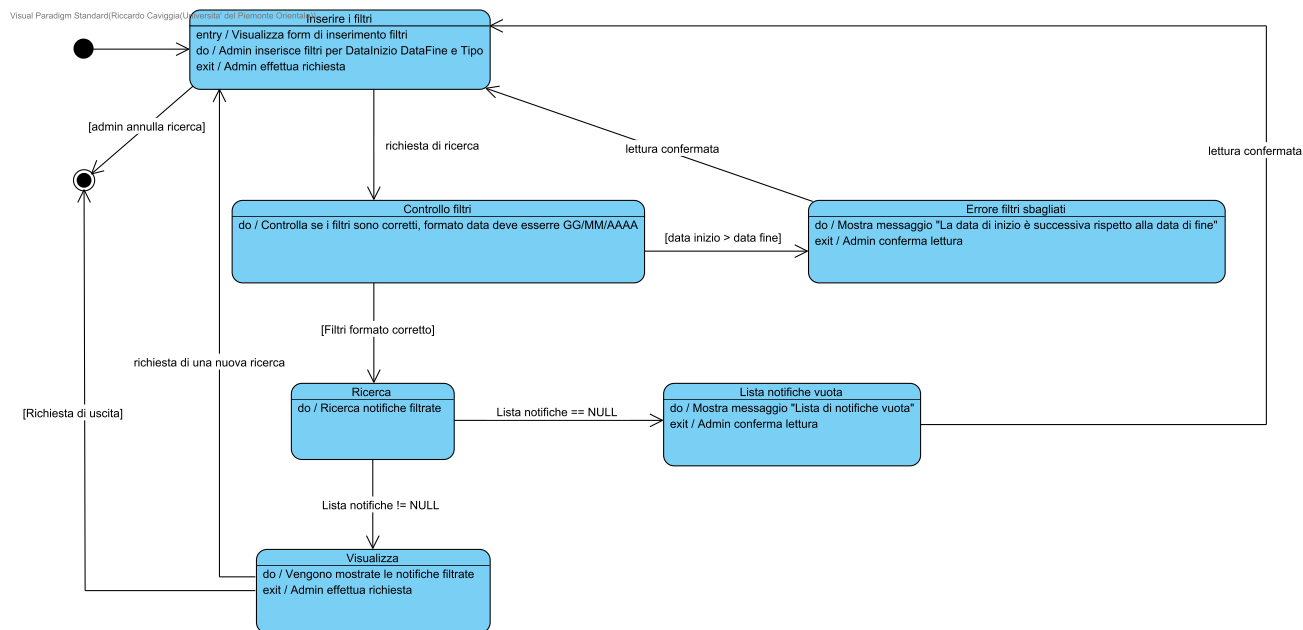 Visual Paradigm Standard(Riccardo Caviggia(Universita' del Piemonte Orientale))
Inserire i filtri
entry / Visualizza form di inserimento filtri
do / Admin inserisce filtri per DataInizio DataFine e Tipo
exit / Admin effettua richiesta
[admin annulla ricerca]
richiesta di ricerca
lettura confermata
lettura confermata
Controllo filtri
do / Controlla se i filtri sono corretti, formato data deve esserre GG/MM/AAAA
[data inizio > data fine]
Errore filtri sbagliati
do / Mostra messaggio "La data di inizio è successiva rispetto alla data di fine"
exit / Admin conferma lettura
[Filtri formato corretto]
richiesta di una nuova ricerca
[Richiesta di uscita]
Ricerca
do / Ricerca notifiche filtrate
Lista notifiche == NULL
Lista notifiche vuota
do / Mostra messaggio "Lista di notifiche vuota"
exit / Admin conferma lettura
Lista notifiche != NULL
Visualizza
do / Vengono mostrate le notifiche filtrate
exit / Admin effettua richiesta